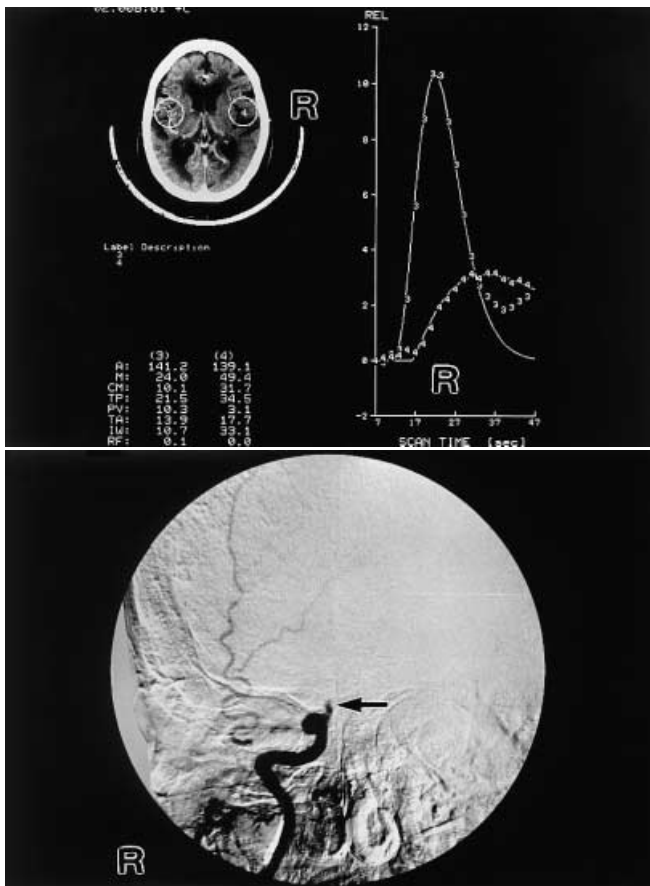 REL
12
10
8
6
4
2
0
-2
R
Label Description
3
4
(3) (4)
A: 141.2 139.1
M: 24.0 49.4
CM: 10.1 31.7
TP: 21.5 34.5
PV: 10.3 3.1
TA: 13.9 17.7
IW: 10.7 33.1
RF: 0.1 0.0
R
7 17 27 37 47
SCAN TIME [sec]
R